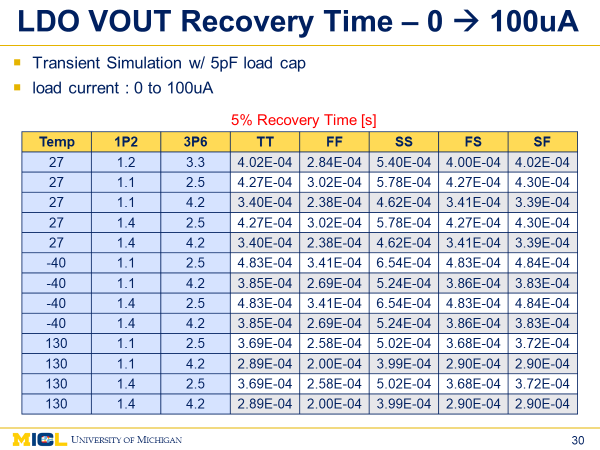 LDO VOUT Recovery Time – 0 → 100uA
Transient Simulation w/ 5pF load cap
load current : 0 to 100uA
5% Recovery Time [s]
Temp 1P2 3P6 TT FF SS FS SF
27 1.2 3.3 4.02E-04 2.84E-04 5.40E-04 4.00E-04 4.02E-04
27 1.1 2.5 4.27E-04 3.02E-04 5.78E-04 4.27E-04 4.30E-04
27 1.1 4.2 3.40E-04 2.38E-04 4.62E-04 3.41E-04 3.39E-04
27 1.4 2.5 4.27E-04 3.02E-04 5.78E-04 4.27E-04 4.30E-04
27 1.4 4.2 3.40E-04 2.38E-04 4.62E-04 3.41E-04 3.39E-04
-40 1.1 2.5 4.83E-04 3.41E-04 6.54E-04 4.83E-04 4.84E-04
-40 1.1 4.2 3.85E-04 2.69E-04 5.24E-04 3.86E-04 3.83E-04
-40 1.4 2.5 4.83E-04 3.41E-04 6.54E-04 4.83E-04 4.84E-04
-40 1.4 4.2 3.85E-04 2.69E-04 5.24E-04 3.86E-04 3.83E-04
130 1.1 2.5 3.69E-04 2.58E-04 5.02E-04 3.68E-04 3.72E-04
130 1.1 4.2 2.89E-04 2.00E-04 3.99E-04 2.90E-04 2.90E-04
130 1.4 2.5 3.69E-04 2.58E-04 5.02E-04 3.68E-04 3.72E-04
130 1.4 4.2 2.89E-04 2.00E-04 3.99E-04 2.90E-04 2.90E-04
MICL UNIVERSITY OF MICHIGAN 30